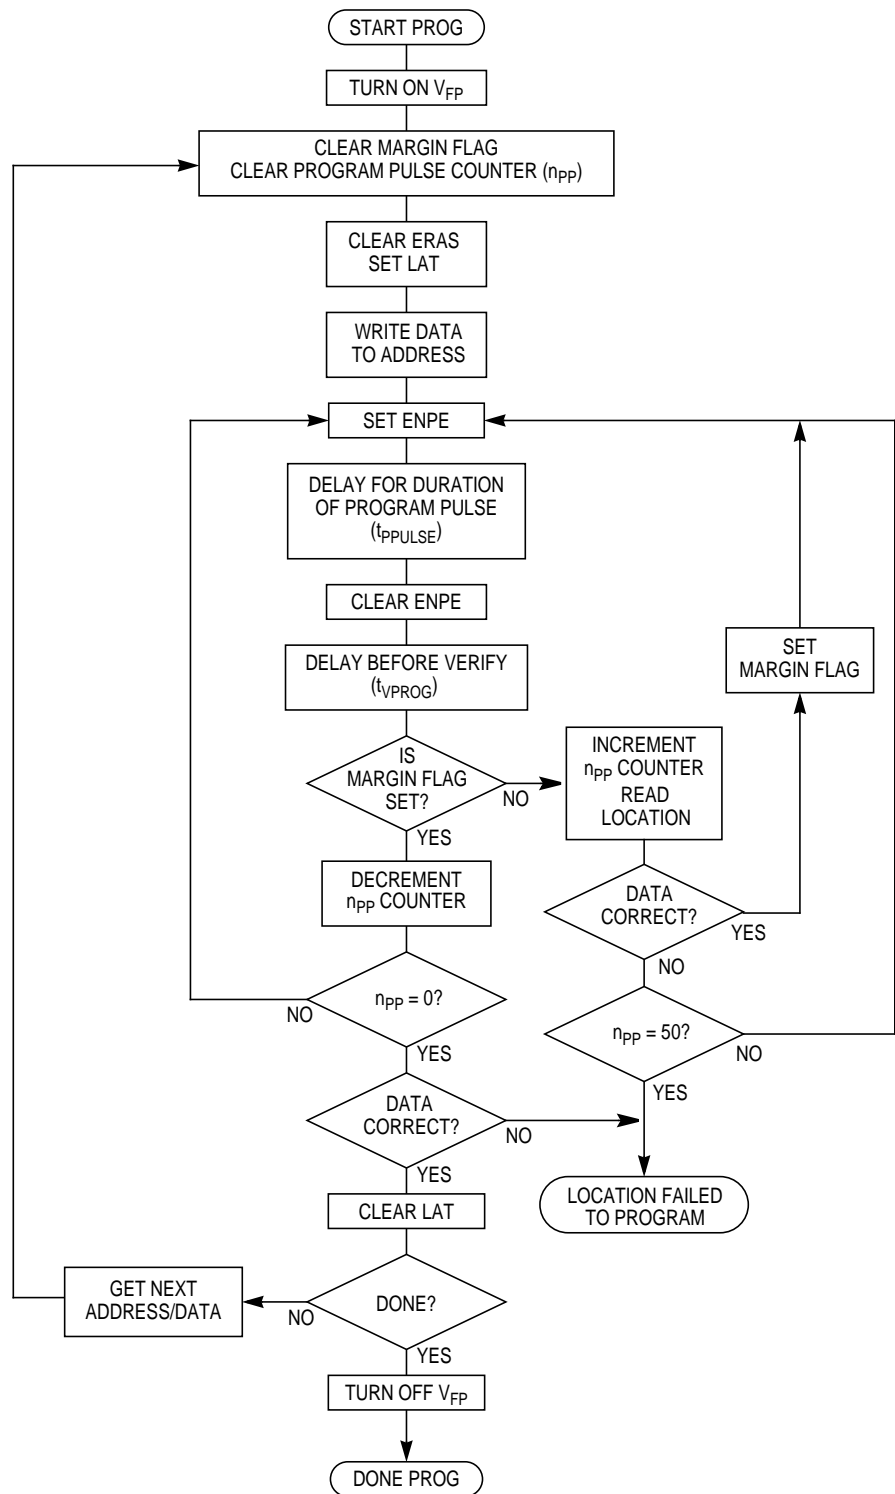 START PROG
TURN ON VFP
CLEAR MARGIN FLAG
CLEAR PROGRAM PULSE COUNTER (nPP)
CLEAR ERAS
SET LAT
WRITE DATA
TO ADDRESS
SET ENPE
DELAY FOR DURATION
OF PROGRAM PULSE
(tPPULSE)
CLEAR ENPE
DELAY BEFORE VERIFY
(tVPROG)
SET
MARGIN FLAG
IS
MARGIN FLAG
SET?
NO
YES
INCREMENT
nPP COUNTER
READ
LOCATION
DECREMENT
nPP COUNTER
DATA
CORRECT?
YES
NO
nPP = 0?
NO
YES
nPP = 50?
NO
YES
DATA
CORRECT?
NO
YES
LOCATION FAILED
TO PROGRAM
CLEAR LAT
GET NEXT
ADDRESS/DATA
DONE?
NO
YES
TURN OFF VFP
DONE PROG